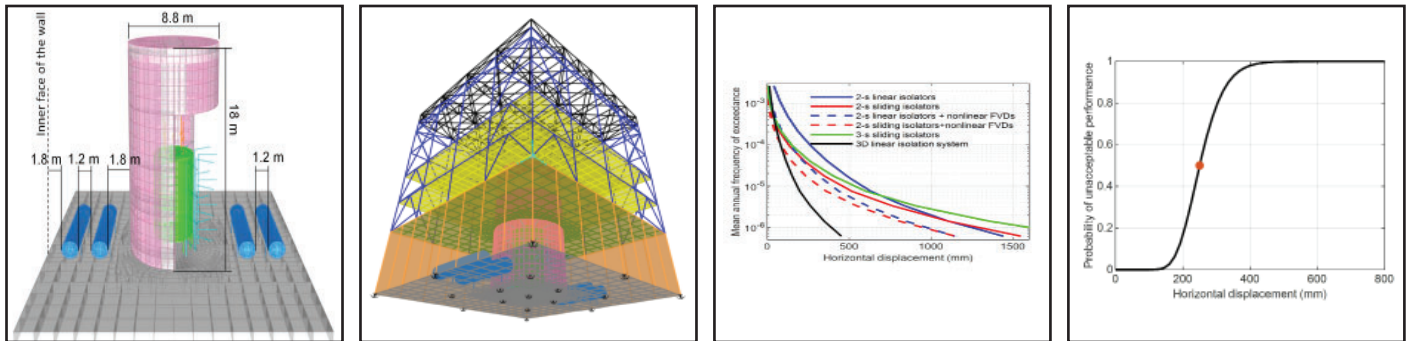 8.8 m
Inner face of the wall
18 m
1.8 m
1.2 m
1.8 m
1.2 m
Mean annual frequency of exceedance
10-3
10-4
10-5
10-6
2-s linear isolators
2-s sliding isolators
2-s linear isolators + nonlinear FVDs
2-s sliding isolators+nonlinear FVDs
3-s sliding isolators
3D linear isolation system
0 500 1000 1500
Horizontal displacement (mm)
Probability of unacceptable performance
1
0.8
0.6
0.4
0.2
0
0 200 400 600 800
Horizontal displacement (mm)